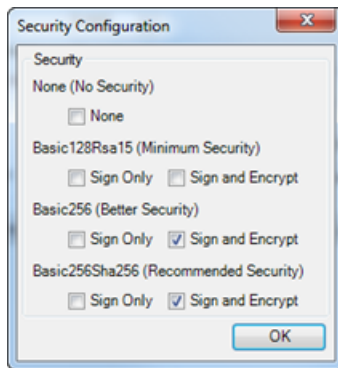 Security Configuration
Security
None (No Security)
None
Basic128Rsa15 (Minimum Security)
Sign Only Sign and Encrypt
Basic256 (Better Security)
Sign Only Sign and Encrypt
Basic256Sha256 (Recommended Security)
Sign Only Sign and Encrypt
OK